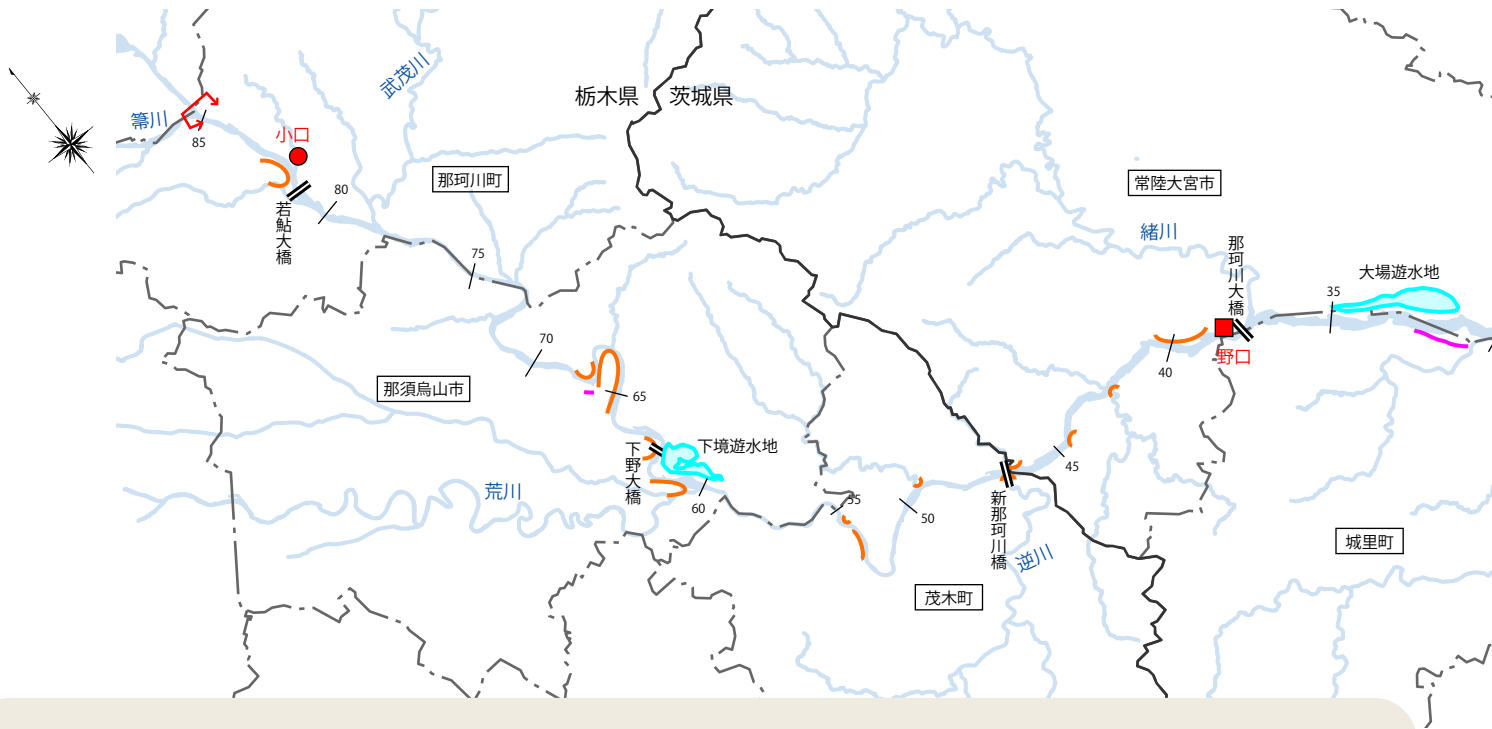 栃木県
茨城県
武茂川
箒川
85
小口
80
若鮎大橋
那珂川町
75
70
那須烏山市
65
下野大橋
下境遊水地
荒川
60
55
50
新那珂川橋
逆川
茂木町
45
40
常陸大宮市
緒川
那珂川大橋
野口
35
大場遊水地
城里町